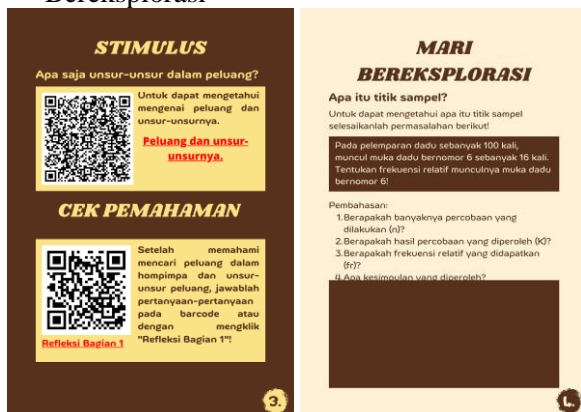 Bereksplorasi
STIMULUS
Apa saja unsur-unsur dalam peluang?
Untuk dapat mengetahui
mengenai peluang dan
unsur-unsurnya.
Peluang dan unsur-
unsurnya.
CEK PEMAHAMAN
Setelah memahami
mencari peluang dalam
hompimpa dan unsur-
unsur peluang, jawablah
pertanyaan-pertanyaan
pada barcode atau
dengan mengklik
"Refleksi Bagian 1"!
Refleksi Bagian 1
3.
MARI
BEREKSPLORASI
Apa itu titik sampel?
Untuk dapat mengetahui apa itu titik sampel
selesaikanlah permasalahan berikut!
Pada pelemparan dadu sebanyak 100 kali,
muncul muka dadu bernomor 6 sebanyak 16 kali.
Tentukan frekuensi relatif munculnya muka dadu
bernomor 6!
Pembahasan:
1.Berapakah banyaknya percobaan yang
dilakukan (n)?
2.Berapakah hasil percobaan yang diperoleh (K)?
3.Berapakah frekuensi relatif yang didapatkan
(fr)?
4.Apa kesimpulan yang diperoleh?
4.